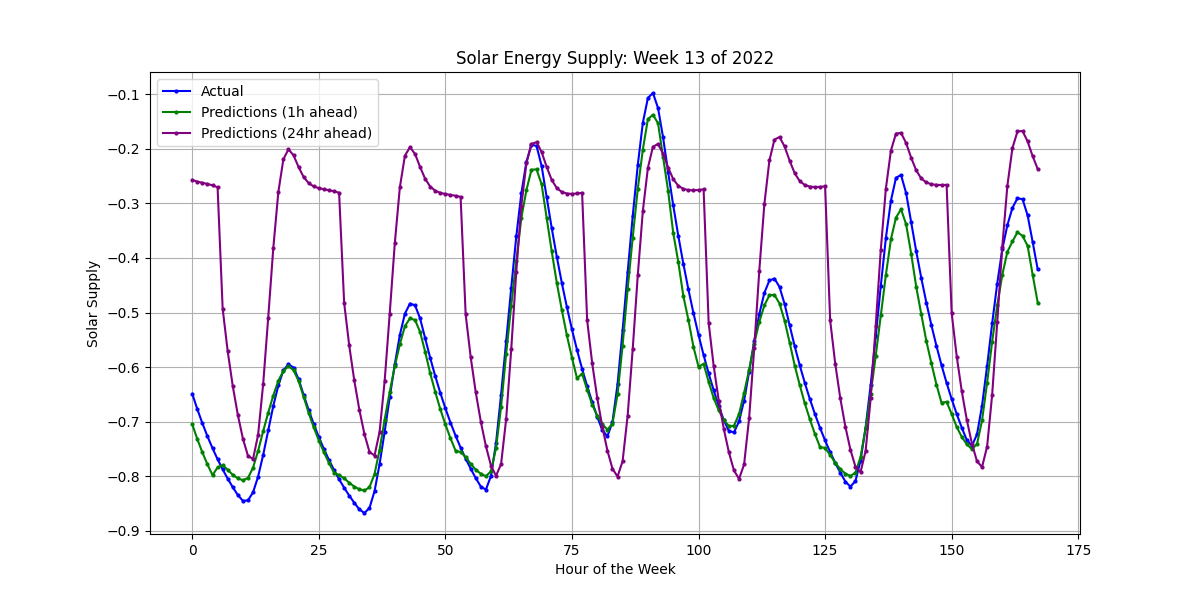 Solar Energy Supply: Week 13 of 2022
Actual
Predictions (1h ahead)
Predictions (24hr ahead)
Solar Supply
−0.1
−0.2
−0.3
−0.4
−0.5
−0.6
−0.7
−0.8
−0.9
0 25 50 75 100 125 150 175
Hour of the Week